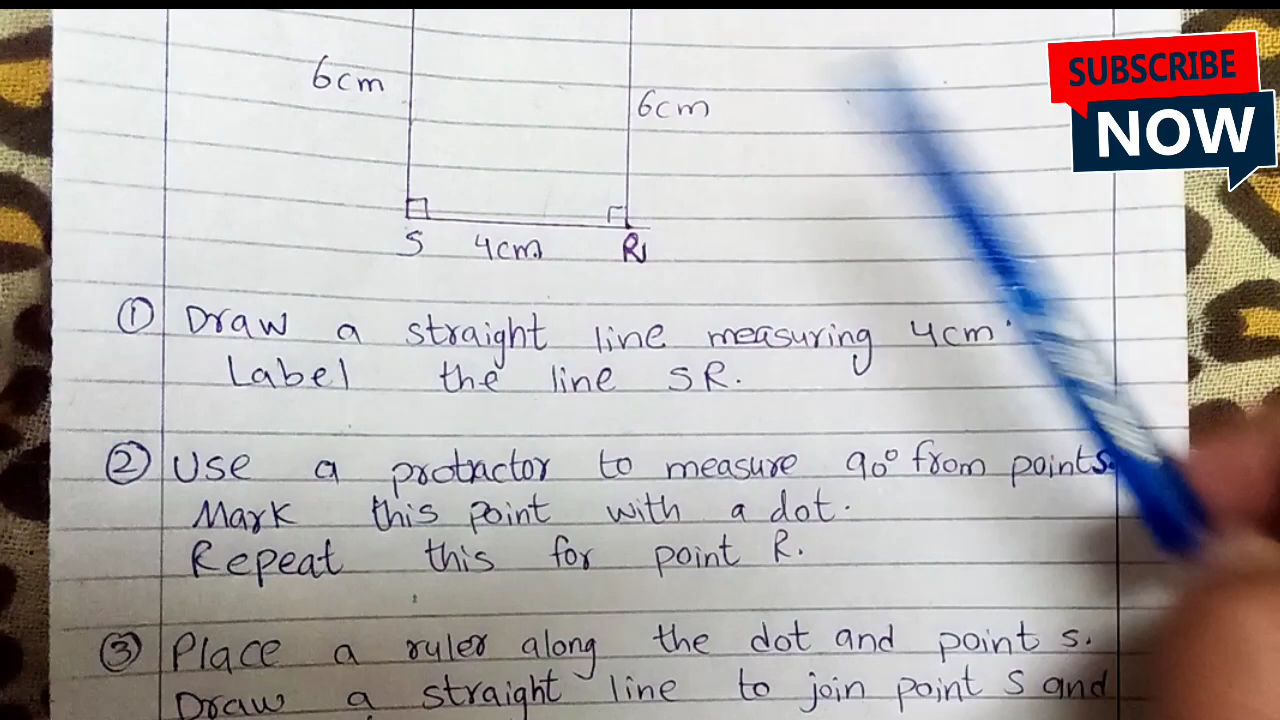 6cm
6cm
S 4cm R
SUBSCRIBE
NOW
① Draw a straight line measuring 4cm.
Label the line SR.
② Use a protractor to measure 90° from point S.
Mark this point with a dot.
Repeat this for point R.
③ Place a ruler along the dot and point S.
Draw a straight line to join point S and